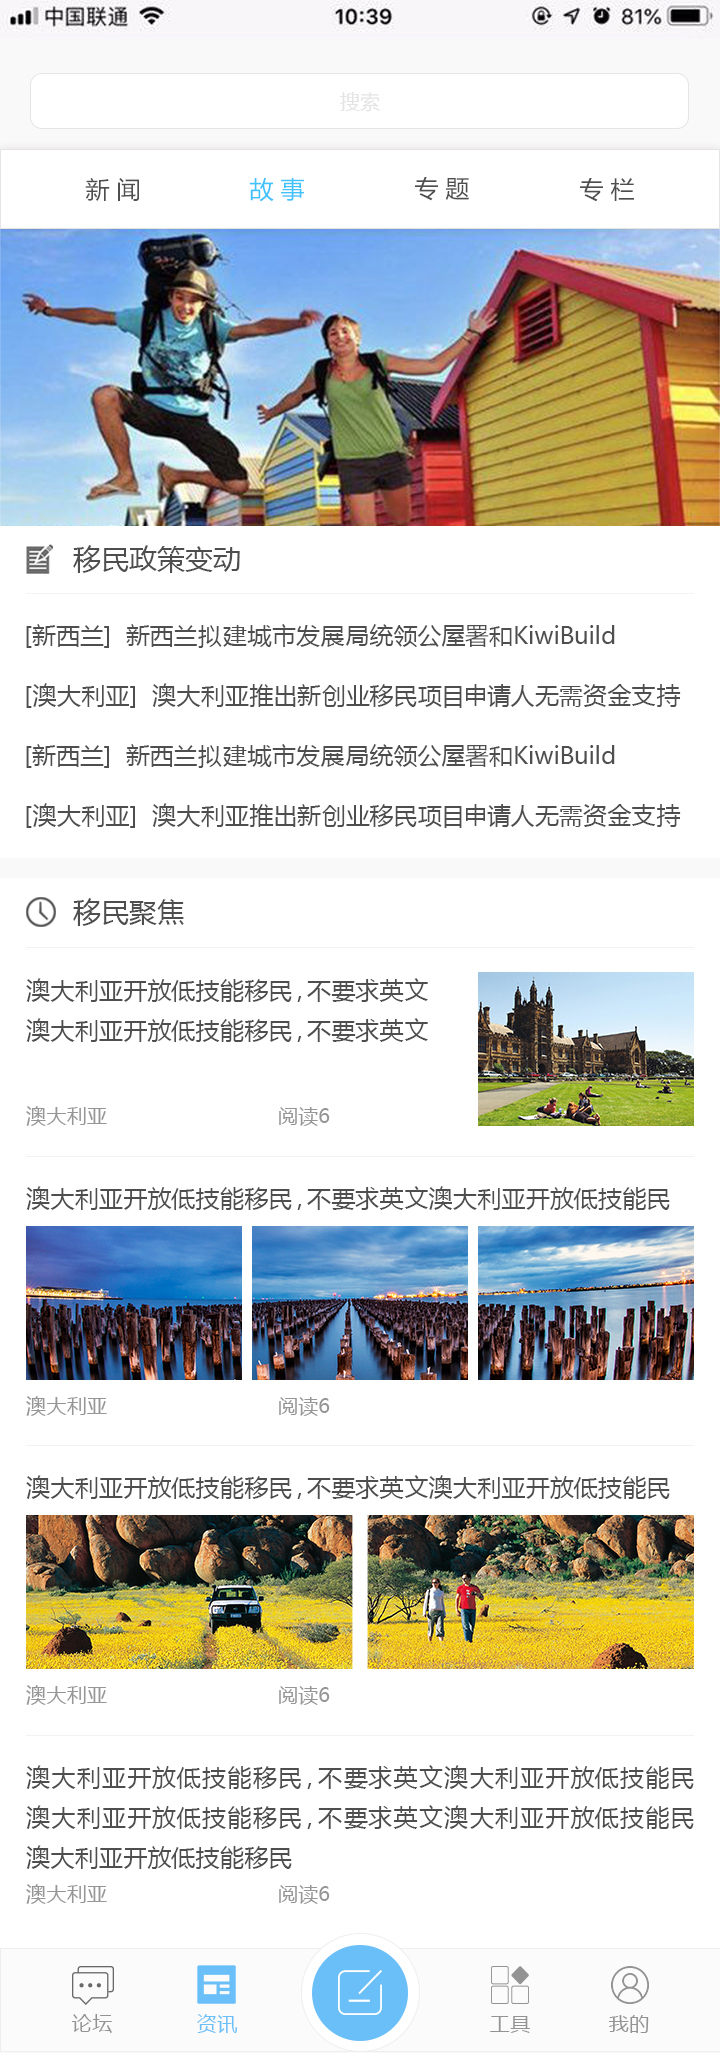 中国联通 10:39 81%
搜索
新闻 故事 专题 专栏
移民政策变动
[新西兰] 新西兰拟建城市发展局统领公屋署和KiwiBuild
[澳大利亚] 澳大利亚推出新创业移民项目申请人无需资金支持
[新西兰] 新西兰拟建城市发展局统领公屋署和KiwiBuild
[澳大利亚] 澳大利亚推出新创业移民项目申请人无需资金支持
移民聚焦
澳大利亚开放低技能移民,不要求英文
澳大利亚开放低技能移民,不要求英文
澳大利亚 阅读6
澳大利亚开放低技能移民,不要求英文澳大利亚开放低技能民
澳大利亚 阅读6
澳大利亚开放低技能移民,不要求英文澳大利亚开放低技能民
澳大利亚 阅读6
澳大利亚开放低技能移民,不要求英文澳大利亚开放低技能民
澳大利亚开放低技能移民,不要求英文澳大利亚开放低技能民
澳大利亚开放低技能移民
澳大利亚 阅读6
论坛 资讯 工具 我的